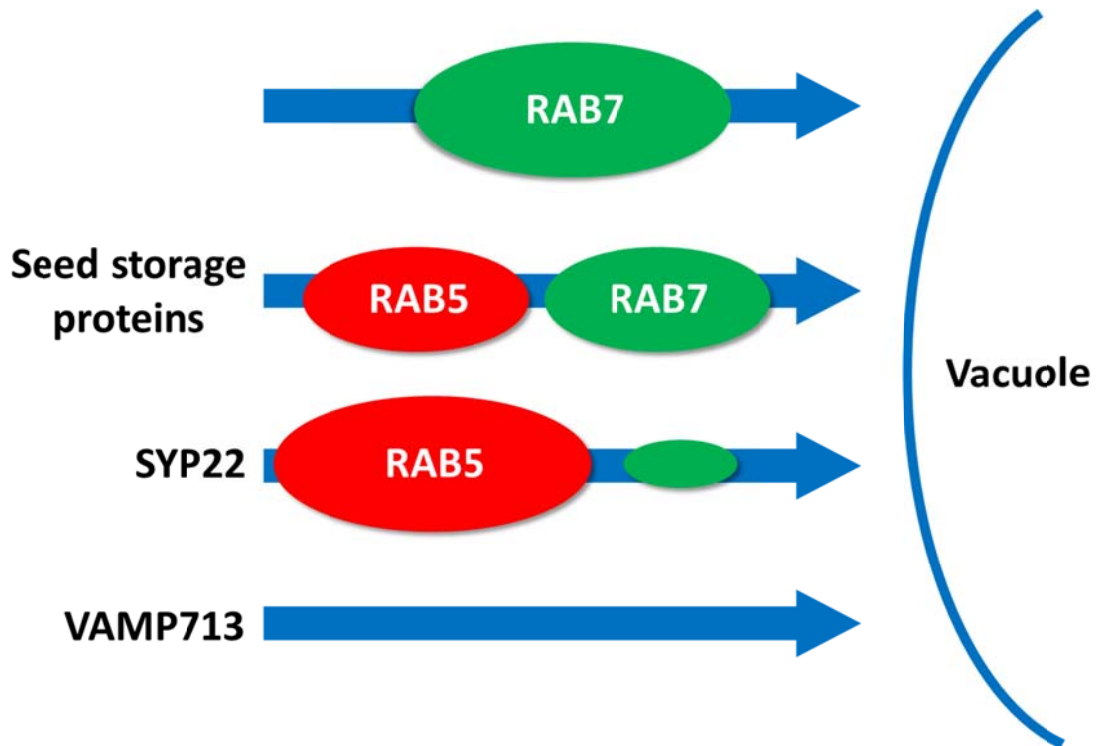 RAB7
Seed storage
proteins
RAB5
RAB7
Vacuole
SYP22
RAB5
VAMP713